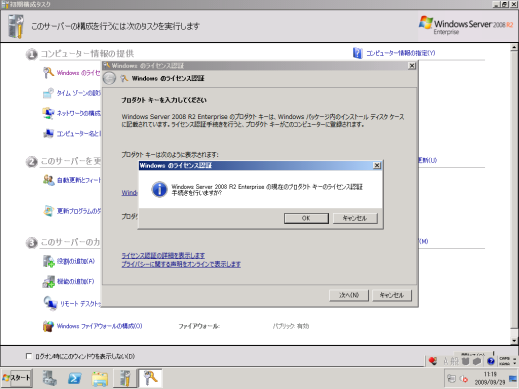 初期構成タスク
このサーバーの構成を行うには次のタスクを実行します
Windows Server 2008 R2
Enterprise
1 コンピューター情報の提供
コンピューター情報の指定(Y)
Windows のライセンス認証
Windows のライセ
Windows のライセンス認証
タイム ゾーンの設定
ネットワークの構成
コンピューター名と
プロダクト キーを入力してください
Windows Server 2008 R2 Enterprise のプロダクト キーは、Windows パッケージ内のインストール ディスク ケース
に記載されています。ライセンス認証手続きを行うと、プロダクト キーがこのコンピューターに登録されます。
プロダクト キーは次のように表示されます:
2 このサーバーを更
自動更新とフィー
更新プログラムのダ
Windows のライセンス認証
Windows Server 2008 R2 Enterprise の現在のプロダクト キーのライセンス認証
手続きを行いますか?
OK
キャンセル
Wind
プロダ
ライセンス認証の詳細を表示します
プライバシーに関する声明をオンラインで表示します
次へ(N)
キャンセル
3 このサーバーのカ
役割の追加(A)
機能の追加(F)
リモート デスクト
Windows ファイアウォールの構成(O)
ファイアウォール:
パブリック: 有効
ログオン時にこのウィンドウを表示しない(D)
スタート
A 般
CAPS
KANA
11:19
2009/09/29